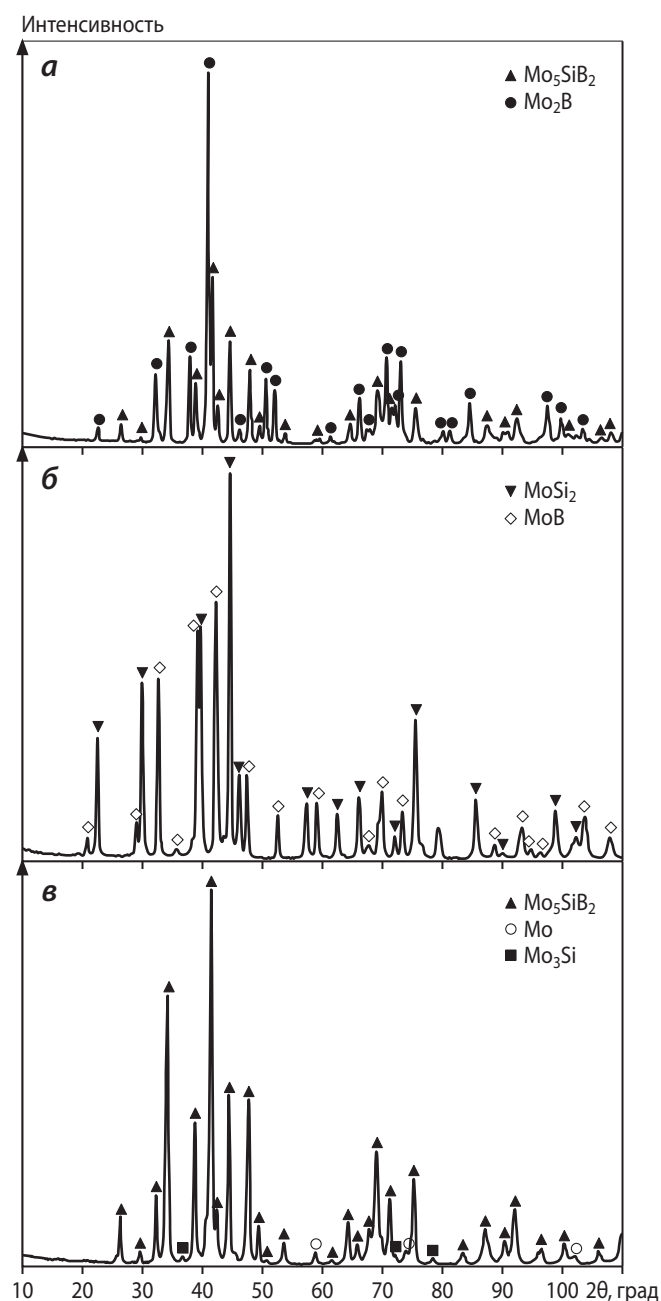 Интенсивность
а
▲ Mo₅SiB₂
● Mo₂B
б
▼ MoSi₂
◇ MoB
в
▲ Mo₅SiB₂
○ Mo
■ Mo₃Si
10 20 30 40 50 60 70 80 90 100 2θ, град